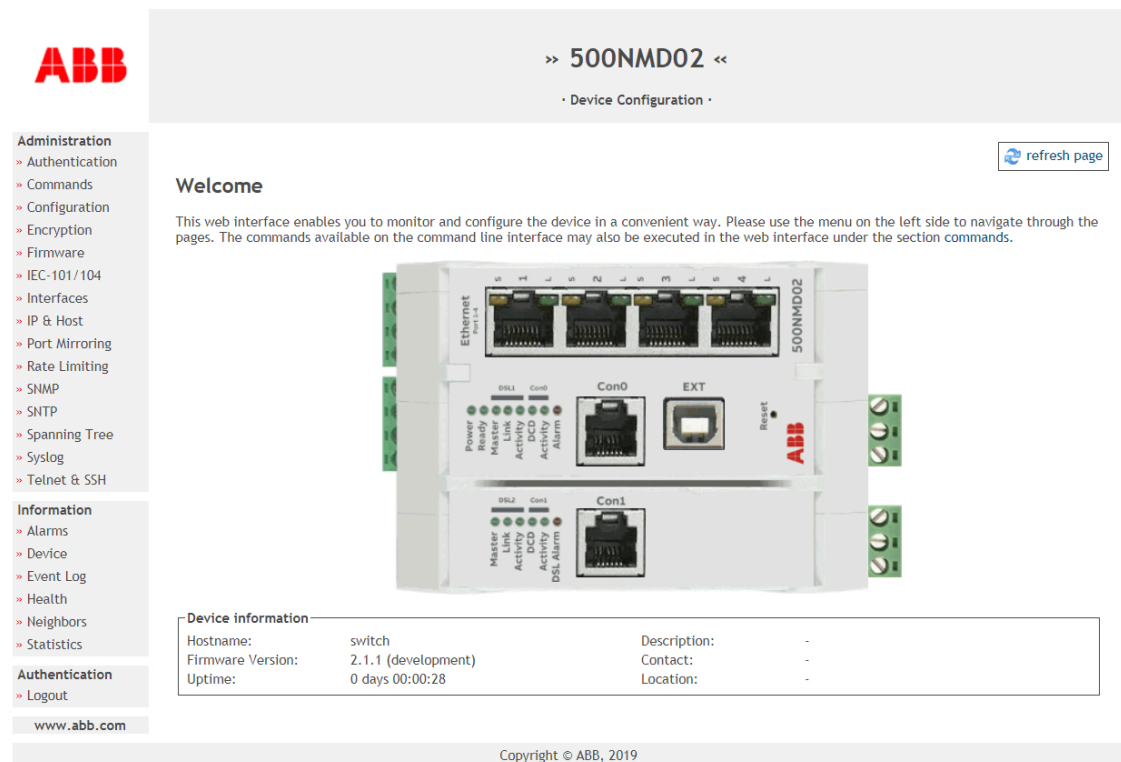 ABB
» 500NMD02 «
· Device Configuration ·
Administration
» Authentication
» Commands
» Configuration
» Encryption
» Firmware
» IEC-101/104
» Interfaces
» IP & Host
» Port Mirroring
» Rate Limiting
» SNMP
» SNTP
» Spanning Tree
» Syslog
» Telnet & SSH
Information
» Alarms
» Device
» Event Log
» Health
» Neighbors
» Statistics
Authentication
» Logout
www.abb.com
refresh page
Welcome
This web interface enables you to monitor and configure the device in a convenient way. Please use the menu on the left side to navigate through the
pages. The commands available on the command line interface may also be executed in the web interface under the section commands.
S 1 L S 2 L S 3 L S 4 L
Ethernet
Port 1-4
500NMD02
DSL1 Con0
Con0
EXT
Reset
Power
Ready
Master
Link
Activity
DCD
Activity
Alarm
ABB
DSL2 Con1
Con1
Master
Link
Activity
DCD
Activity
DSL Alarm
Device information
Hostname: switch Description: -
Firmware Version: 2.1.1 (development) Contact: -
Uptime: 0 days 00:00:28 Location: -
Copyright © ABB, 2019